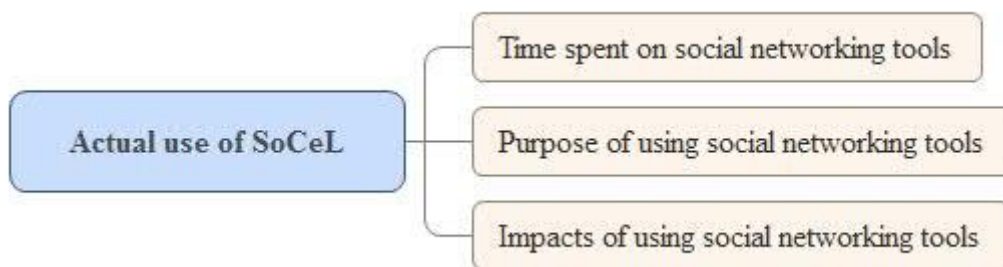 Time spent on social networking tools
Actual use of SoCeL
Purpose of using social networking tools
Impacts of using social networking tools